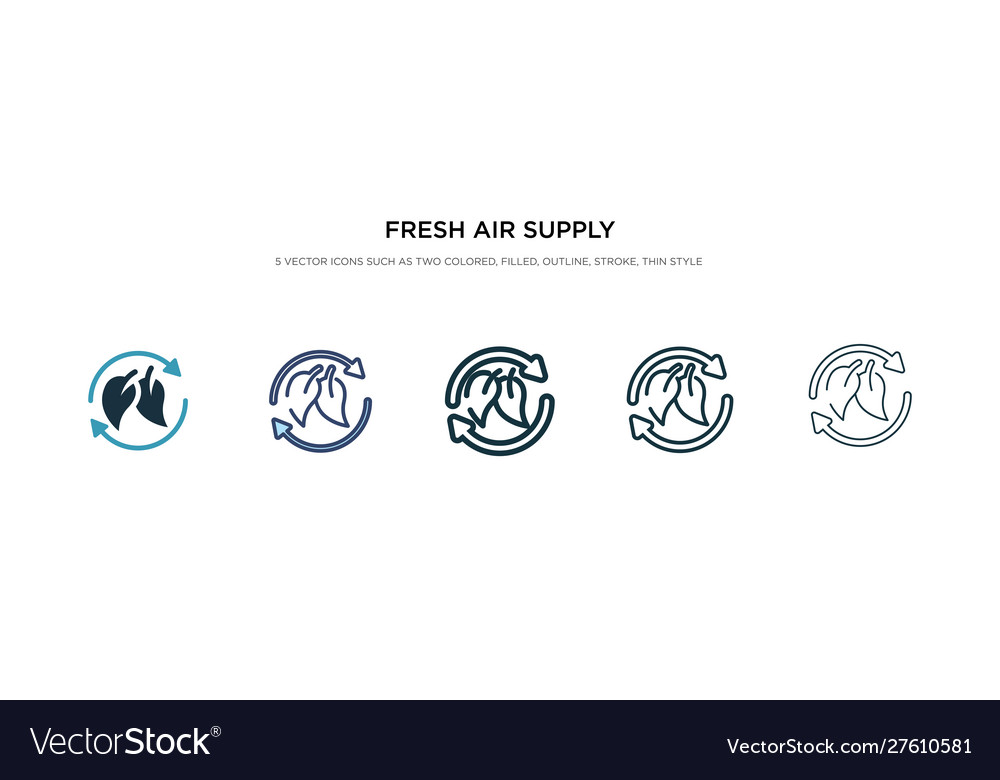 FRESH AIR SUPPLY
5 VECTOR ICONS SUCH AS TWO COLORED, FILLED, OUTLINE, STROKE, THIN STYLE
VectorStock®
VectorStock.com/27610581